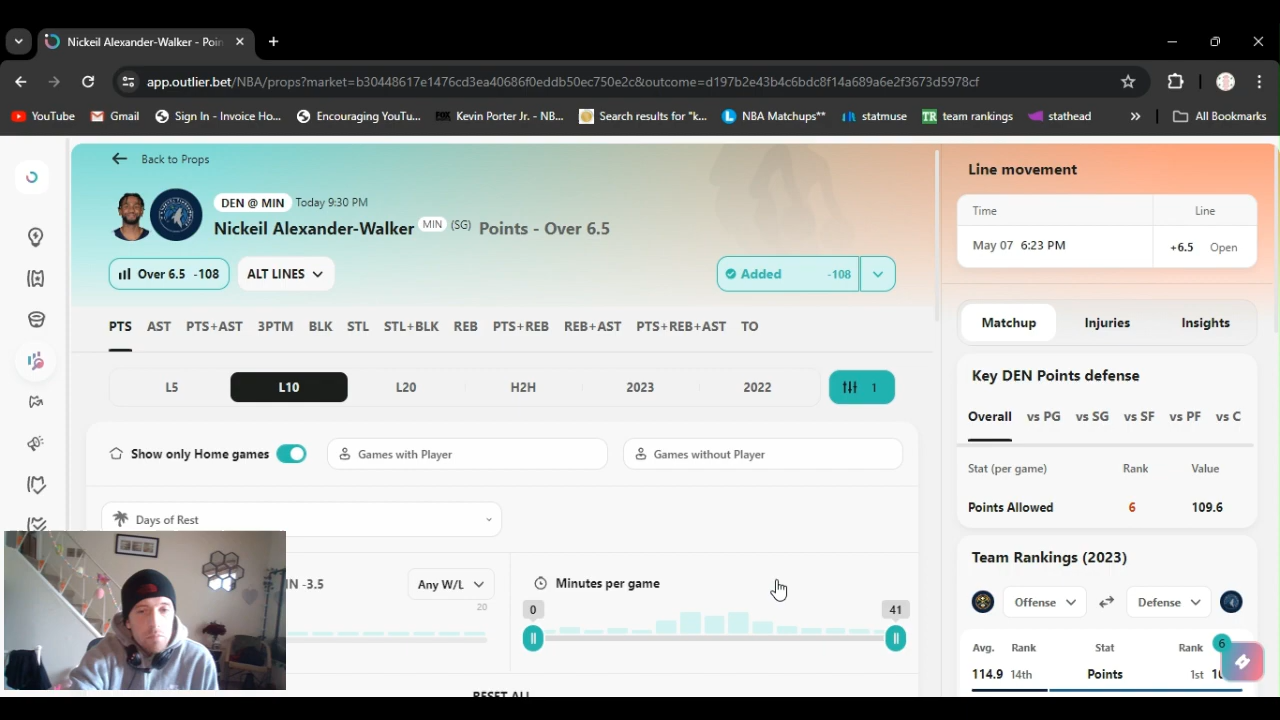 Nickeil Alexander-Walker - Poin
app.outlier.bet/NBA/props?market=b30448617e1476cd3ea40686f0eddb50ec750e2c&outcome=d197b2e43b4c6bdc8f14a689a6e2f3673d5978cf
YouTube Gmail Sign In - Invoice Ho... Encouraging YouTu... Kevin Porter Jr. - NB... Search results for "k... NBA Matchups** statmuse TR team rankings stathead » All Bookmarks
Back to Props
DEN @ MIN Today 9:30 PM
Nickeil Alexander-Walker MIN (SG) Points - Over 6.5
Over 6.5 -108 ALT LINES Added -108
PTS AST PTS+AST 3PTM BLK STL STL+BLK REB PTS+REB REB+AST PTS+REB+AST TO
L5 L10 L20 H2H 2023 2022 1
Show only Home games Games with Player Games without Player
Days of Rest
IN -3.5 Any W/L Minutes per game
20 0 41
RESET ALL
Line movement
Time Line
May 07 6:23 PM +6.5 Open
Matchup Injuries Insights
Key DEN Points defense
Overall vs PG vs SG vs SF vs PF vs C
Stat (per game) Rank Value
Points Allowed 6 109.6
Team Rankings (2023)
Offense Defense
Avg. Rank Stat Rank 6
114.9 14th Points 1st